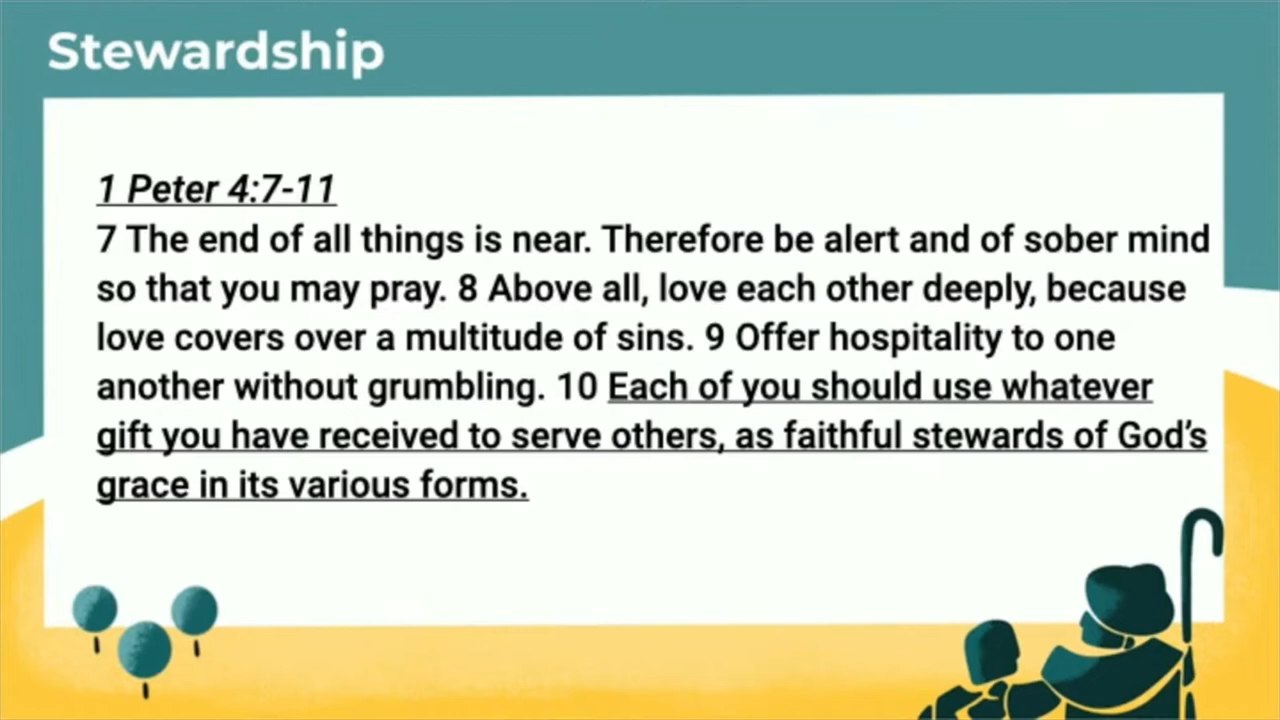 Stewardship
1 Peter 4:7-11
7 The end of all things is near. Therefore be alert and of sober mind
so that you may pray. 8 Above all, love each other deeply, because
love covers over a multitude of sins. 9 Offer hospitality to one
another without grumbling. 10 Each of you should use whatever
gift you have received to serve others, as faithful stewards of God’s
grace in its various forms.